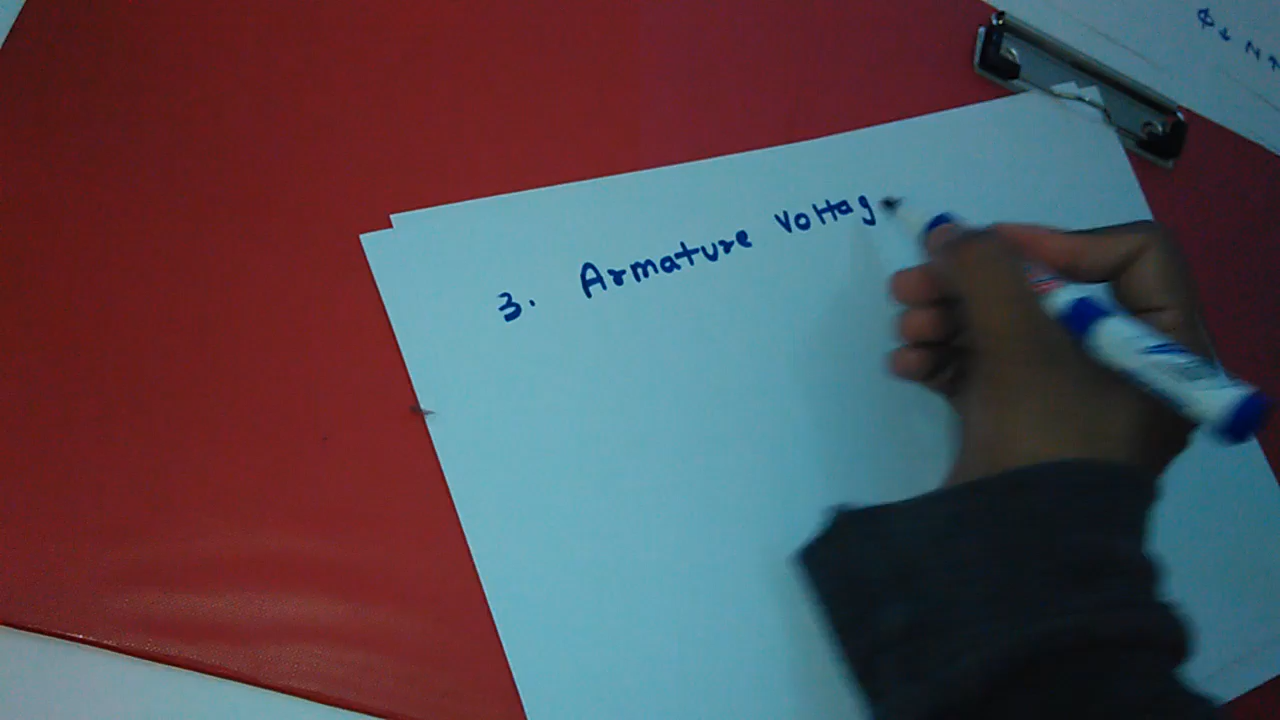 3. Armature Voltag
Φ↓ N↑